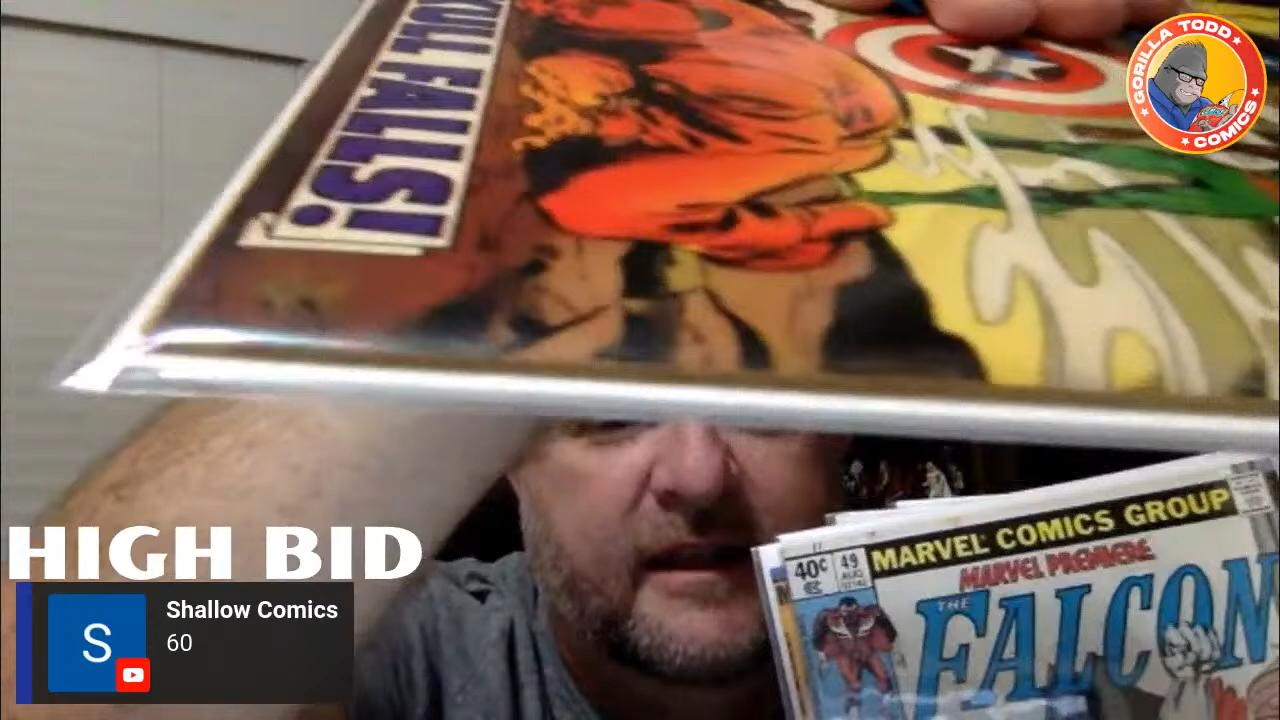 GORILLA TODD
COMICS
FALLS!
HIGH BID
S
Shallow Comics
60
40¢
49
AUG
MARVEL COMICS GROUP
MARVEL PREMIERE
THE
FALCON